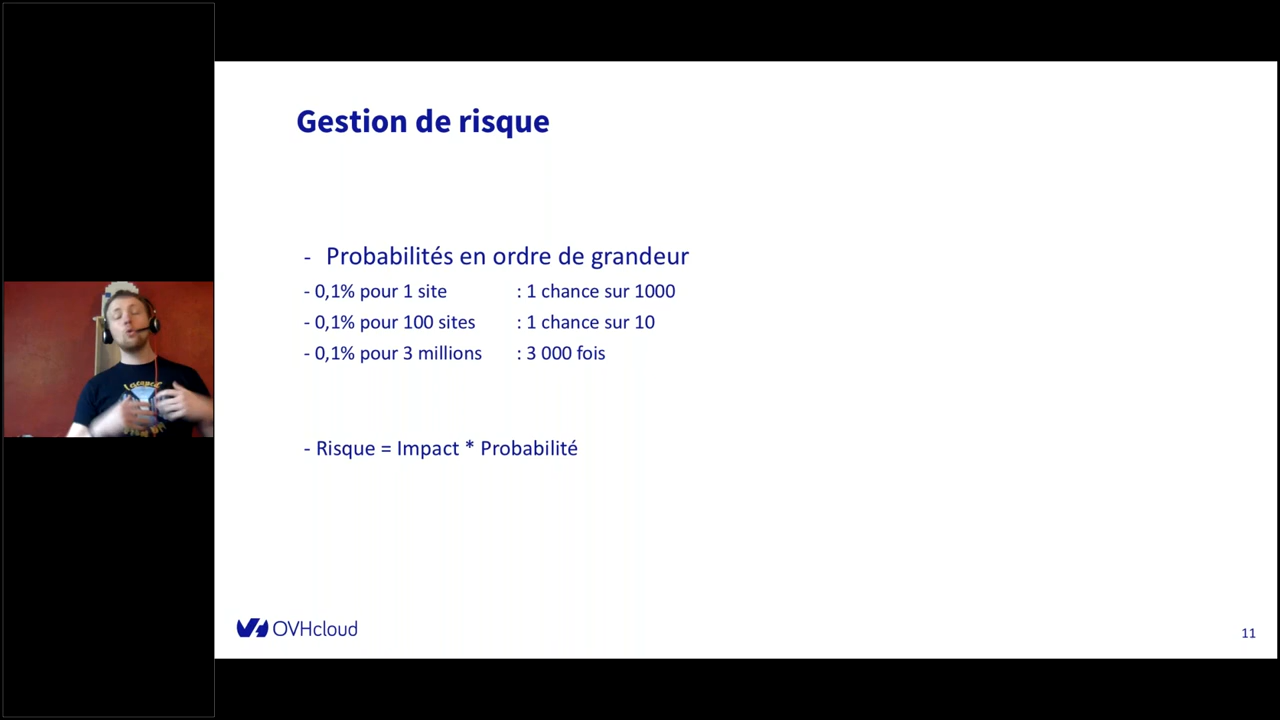 Gestion de risque
- Probabilités en ordre de grandeur
- 0,1% pour 1 site : 1 chance sur 1000
- 0,1% pour 100 sites : 1 chance sur 10
- 0,1% pour 3 millions : 3 000 fois
- Risque = Impact * Probabilité
OVHcloud
11